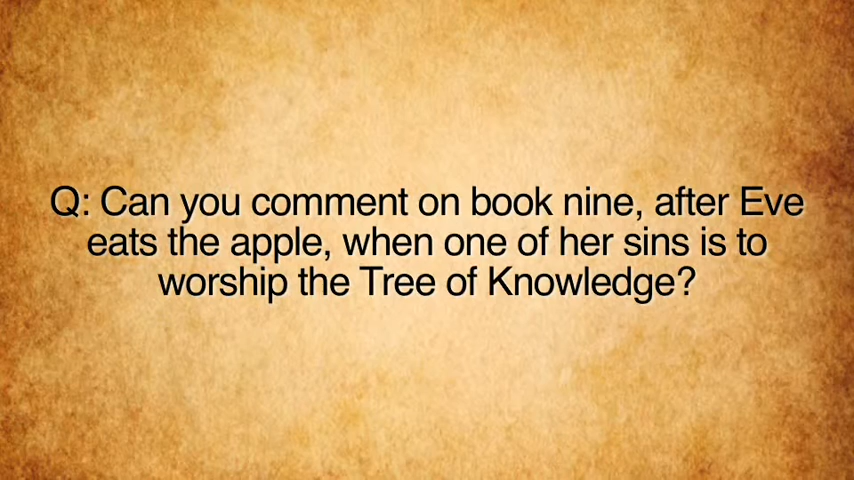 Q: Can you comment on book nine, after Eve
eats the apple, when one of her sins is to
worship the Tree of Knowledge?